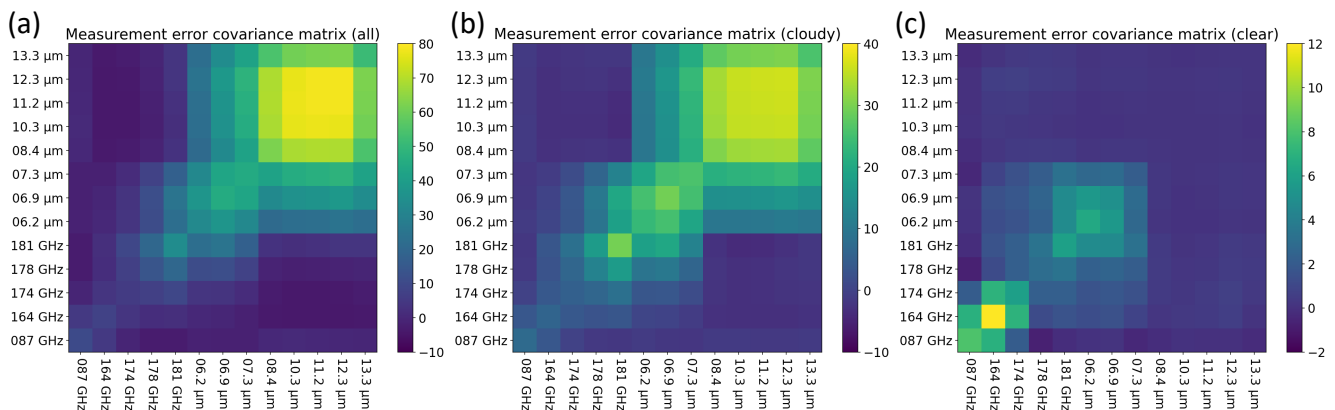 (a)
Measurement error covariance matrix (all)
13.3 μm
12.3 μm
11.2 μm
10.3 μm
08.4 μm
07.3 μm
06.9 μm
06.2 μm
181 GHz
178 GHz
174 GHz
164 GHz
087 GHz
087 GHz
164 GHz
174 GHz
178 GHz
181 GHz
06.2 μm
06.9 μm
07.3 μm
08.4 μm
10.3 μm
11.2 μm
12.3 μm
13.3 μm
80
70
60
50
40
30
20
10
0
−10
(b)
Measurement error covariance matrix (cloudy)
13.3 μm
12.3 μm
11.2 μm
10.3 μm
08.4 μm
07.3 μm
06.9 μm
06.2 μm
181 GHz
178 GHz
174 GHz
164 GHz
087 GHz
087 GHz
164 GHz
174 GHz
178 GHz
181 GHz
06.2 μm
06.9 μm
07.3 μm
08.4 μm
10.3 μm
11.2 μm
12.3 μm
13.3 μm
40
30
20
10
0
−10
(c)
Measurement error covariance matrix (clear)
13.3 μm
12.3 μm
11.2 μm
10.3 μm
08.4 μm
07.3 μm
06.9 μm
06.2 μm
181 GHz
178 GHz
174 GHz
164 GHz
087 GHz
087 GHz
164 GHz
174 GHz
178 GHz
181 GHz
06.2 μm
06.9 μm
07.3 μm
08.4 μm
10.3 μm
11.2 μm
12.3 μm
13.3 μm
12
10
8
6
4
2
0
−2